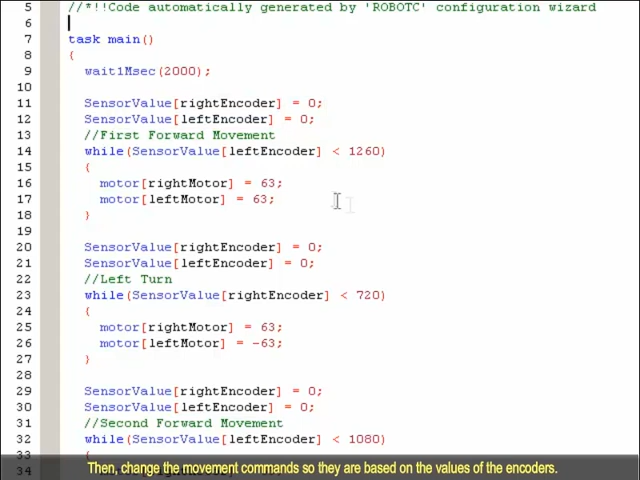 5 //*!!Code automatically generated by 'ROBOTC' configuration wizard
6
7 task main()
8 {
9 wait1Msec(2000);
10
11 SensorValue[rightEncoder] = 0;
12 SensorValue[leftEncoder] = 0;
13 //First Forward Movement
14 while(SensorValue[leftEncoder] < 1260)
15 {
16 motor[rightMotor] = 63;
17 motor[leftMotor] = 63;
18 }
19
20 SensorValue[rightEncoder] = 0;
21 SensorValue[leftEncoder] = 0;
22 //Left Turn
23 while(SensorValue[rightEncoder] < 720)
24 {
25 motor[rightMotor] = 63;
26 motor[leftMotor] = -63;
27 }
28
29 SensorValue[rightEncoder] = 0;
30 SensorValue[leftEncoder] = 0;
31 //Second Forward Movement
32 while(SensorValue[leftEncoder] < 1080)
33 {
34
Then, change the movement commands so they are based on the values of the encoders.